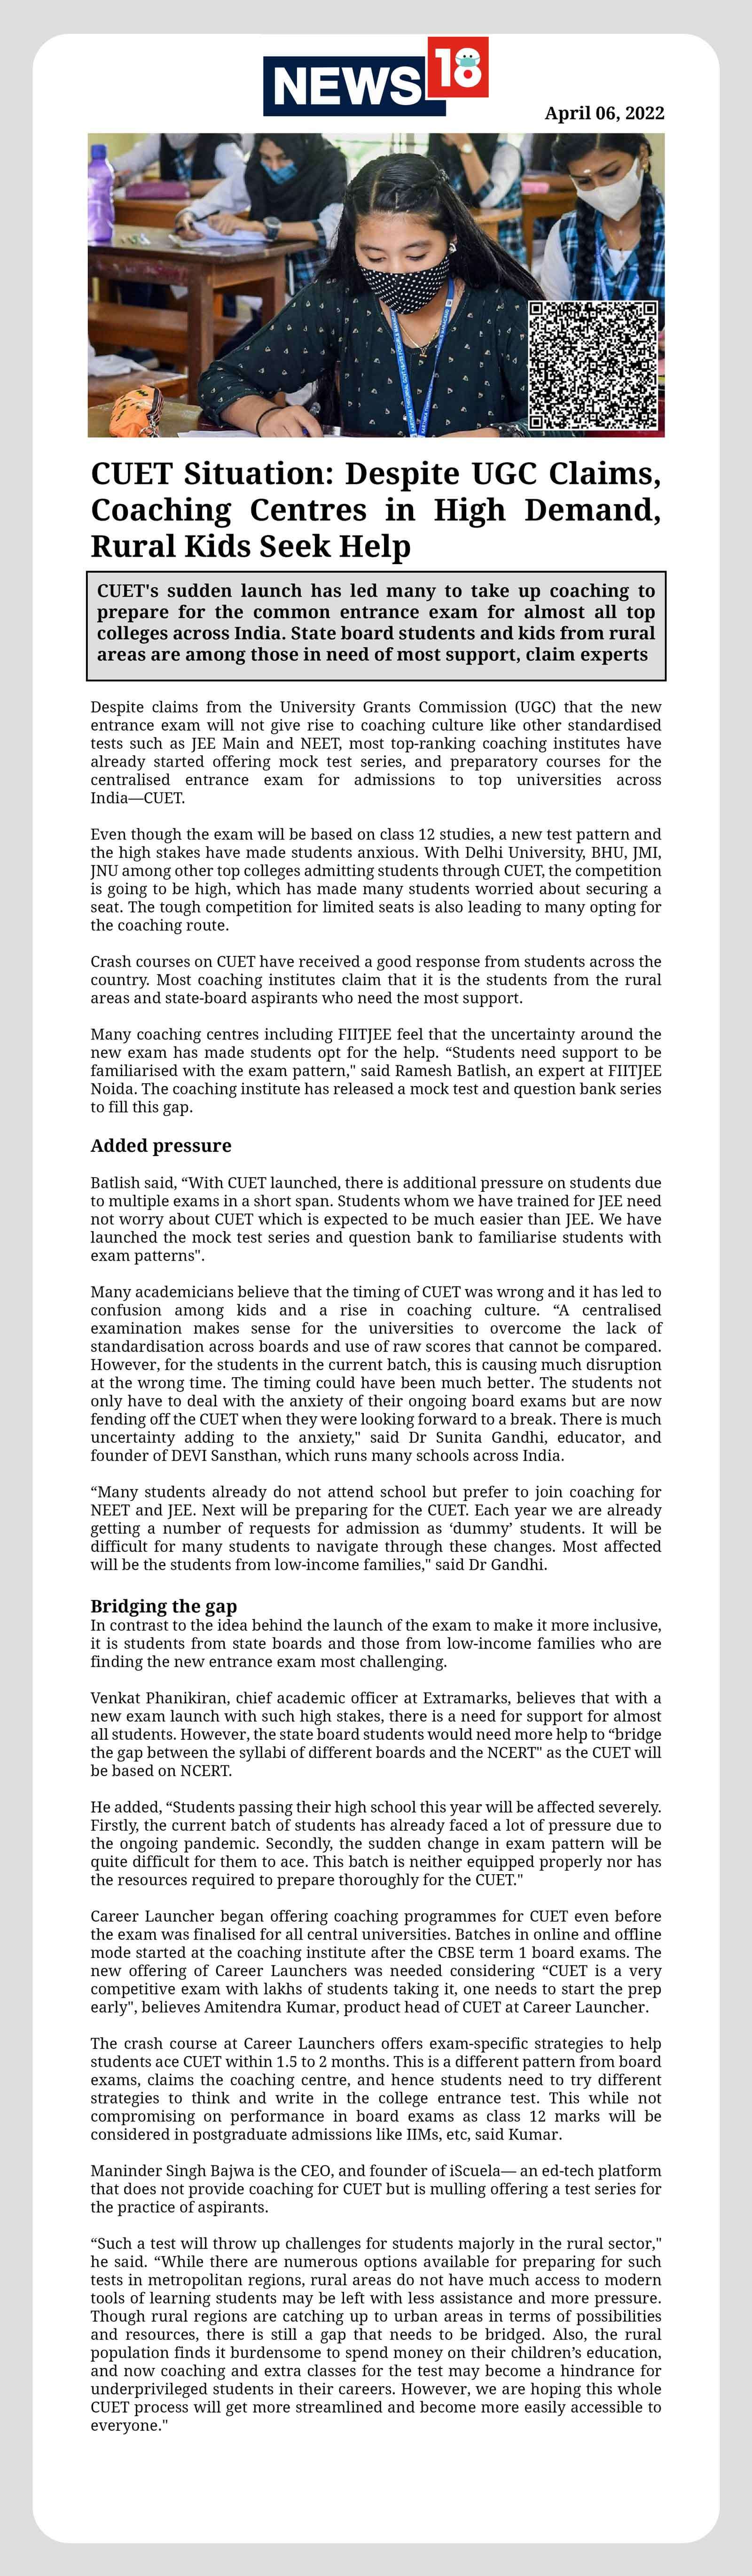 NEWS 18
April 06, 2022
CUET Situation: Despite UGC Claims,
Coaching Centres in High Demand,
Rural Kids Seek Help
CUET's sudden launch has led many to take up coaching to
prepare for the common entrance exam for almost all top
colleges across India. State board students and kids from rural
areas are among those in need of most support, claim experts
Despite claims from the University Grants Commission (UGC) that the new
entrance exam will not give rise to coaching culture like other standardised
tests such as JEE Main and NEET, most top-ranking coaching institutes have
already started offering mock test series, and preparatory courses for the
centralised entrance exam for admissions to top universities across
India—CUET.
Even though the exam will be based on class 12 studies, a new test pattern and
the high stakes have made students anxious. With Delhi University, BHU, JMI,
JNU among other top colleges admitting students through CUET, the competition
is going to be high, which has made many students worried about securing a
seat. The tough competition for limited seats is also leading to many opting for
the coaching route.
Crash courses on CUET have received a good response from students across the
country. Most coaching institutes claim that it is the students from the rural
areas and state-board aspirants who need the most support.
Many coaching centres including FIITJEE feel that the uncertainty around the
new exam has made students opt for the help. “Students need support to be
familiarised with the exam pattern," said Ramesh Batlish, an expert at FIITJEE
Noida. The coaching institute has released a mock test and question bank series
to fill this gap.
Added pressure
Batlish said, “With CUET launched, there is additional pressure on students due
to multiple exams in a short span. Students whom we have trained for JEE need
not worry about CUET which is expected to be much easier than JEE. We have
launched the mock test series and question bank to familiarise students with
exam patterns".
Many academicians believe that the timing of CUET was wrong and it has led to
confusion among kids and a rise in coaching culture. “A centralised
examination makes sense for the universities to overcome the lack of
standardisation across boards and use of raw scores that cannot be compared.
However, for the students in the current batch, this is causing much disruption
at the wrong time. The timing could have been much better. The students not
only have to deal with the anxiety of their ongoing board exams but are now
fending off the CUET when they were looking forward to a break. There is much
uncertainty adding to the anxiety," said Dr Sunita Gandhi, educator, and
founder of DEVI Sansthan, which runs many schools across India.
“Many students already do not attend school but prefer to join coaching for
NEET and JEE. Next will be preparing for the CUET. Each year we are already
getting a number of requests for admission as ‘dummy’ students. It will be
difficult for many students to navigate through these changes. Most affected
will be the students from low-income families," said Dr Gandhi.
Bridging the gap
In contrast to the idea behind the launch of the exam to make it more inclusive,
it is students from state boards and those from low-income families who are
finding the new entrance exam most challenging.
Venkat Phanikiran, chief academic officer at Extramarks, believes that with a
new exam launch with such high stakes, there is a need for support for almost
all students. However, the state board students would need more help to “bridge
the gap between the syllabi of different boards and the NCERT" as the CUET will
be based on NCERT.
He added, “Students passing their high school this year will be affected severely.
Firstly, the current batch of students has already faced a lot of pressure due to
the ongoing pandemic. Secondly, the sudden change in exam pattern will be
quite difficult for them to ace. This batch is neither equipped properly nor has
the resources required to prepare thoroughly for the CUET."
Career Launcher began offering coaching programmes for CUET even before
the exam was finalised for all central universities. Batches in online and offline
mode started at the coaching institute after the CBSE term 1 board exams. The
new offering of Career Launchers was needed considering “CUET is a very
competitive exam with lakhs of students taking it, one needs to start the prep
early", believes Amitendra Kumar, product head of CUET at Career Launcher.
The crash course at Career Launchers offers exam-specific strategies to help
students ace CUET within 1.5 to 2 months. This is a different pattern from board
exams, claims the coaching centre, and hence students need to try different
strategies to think and write in the college entrance test. This while not
compromising on performance in board exams as class 12 marks will be
considered in postgraduate admissions like IIMs, etc, said Kumar.
Maninder Singh Bajwa is the CEO, and founder of iScuela— an ed-tech platform
that does not provide coaching for CUET but is mulling offering a test series for
the practice of aspirants.
“Such a test will throw up challenges for students majorly in the rural sector,"
he said. “While there are numerous options available for preparing for such
tests in metropolitan regions, rural areas do not have much access to modern
tools of learning students may be left with less assistance and more pressure.
Though rural regions are catching up to urban areas in terms of possibilities
and resources, there is still a gap that needs to be bridged. Also, the rural
population finds it burdensome to spend money on their children’s education,
and now coaching and extra classes for the test may become a hindrance for
underprivileged students in their careers. However, we are hoping this whole
CUET process will get more streamlined and become more easily accessible to
everyone."